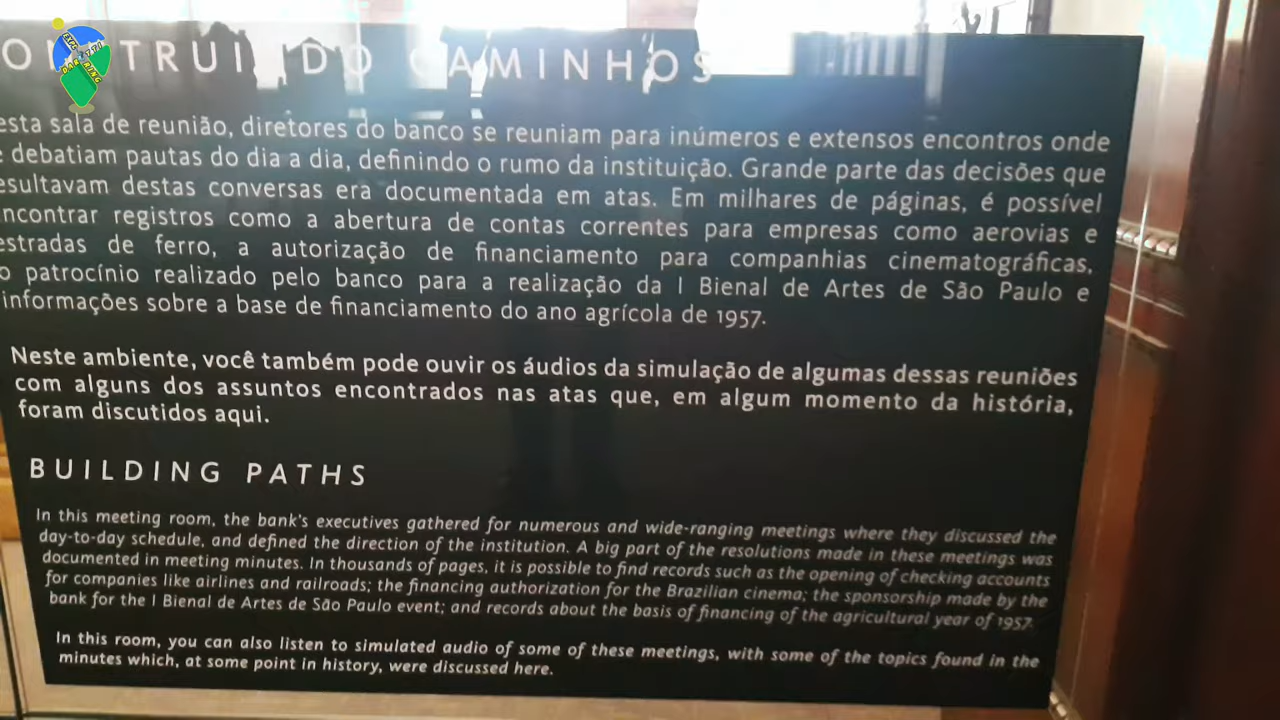 DO CAMINHOS
esta sala de reunião, diretores do banco se reuniam para inúmeros e extensos encontros onde
debatiam pautas do dia a dia, definindo o rumo da instituição. Grande parte das decisões que
esultavam destas conversas era documentada em atas. Em milhares de páginas, é possível
ncontrar registros como a abertura de contas correntes para empresas como aerovias e
estradas de ferro, a autorização de financiamento para companhias cinematográficas,
o patrocínio realizado pelo banco para a realização da I Bienal de Artes de São Paulo e
informações sobre a base de financiamento do ano agrícola de 1957.
Neste ambiente, você também pode ouvir os áudios da simulação de algumas dessas reuniões
com alguns dos assuntos encontrados nas atas que, em algum momento da história,
foram discutidos aqui.
BUILDING PATHS
In this meeting room, the bank's executives gathered for numerous and wide-ranging meetings where they discussed the
day-to-day schedule, and defined the direction of the institution. A big part of the resolutions made in these meetings was
documented in meeting minutes. In thousands of pages, it is possible to find records such as the opening of checking accounts
for companies like airlines and railroads; the financing authorization for the Brazilian cinema; the sponsorship made by the
bank for the I Bienal de Artes de São Paulo event; and records about the basis of financing of the agricultural year of 1957.
In this room, you can also listen to simulated audio of some of these meetings, with some of the topics found in the
minutes which, at some point in history, were discussed here.